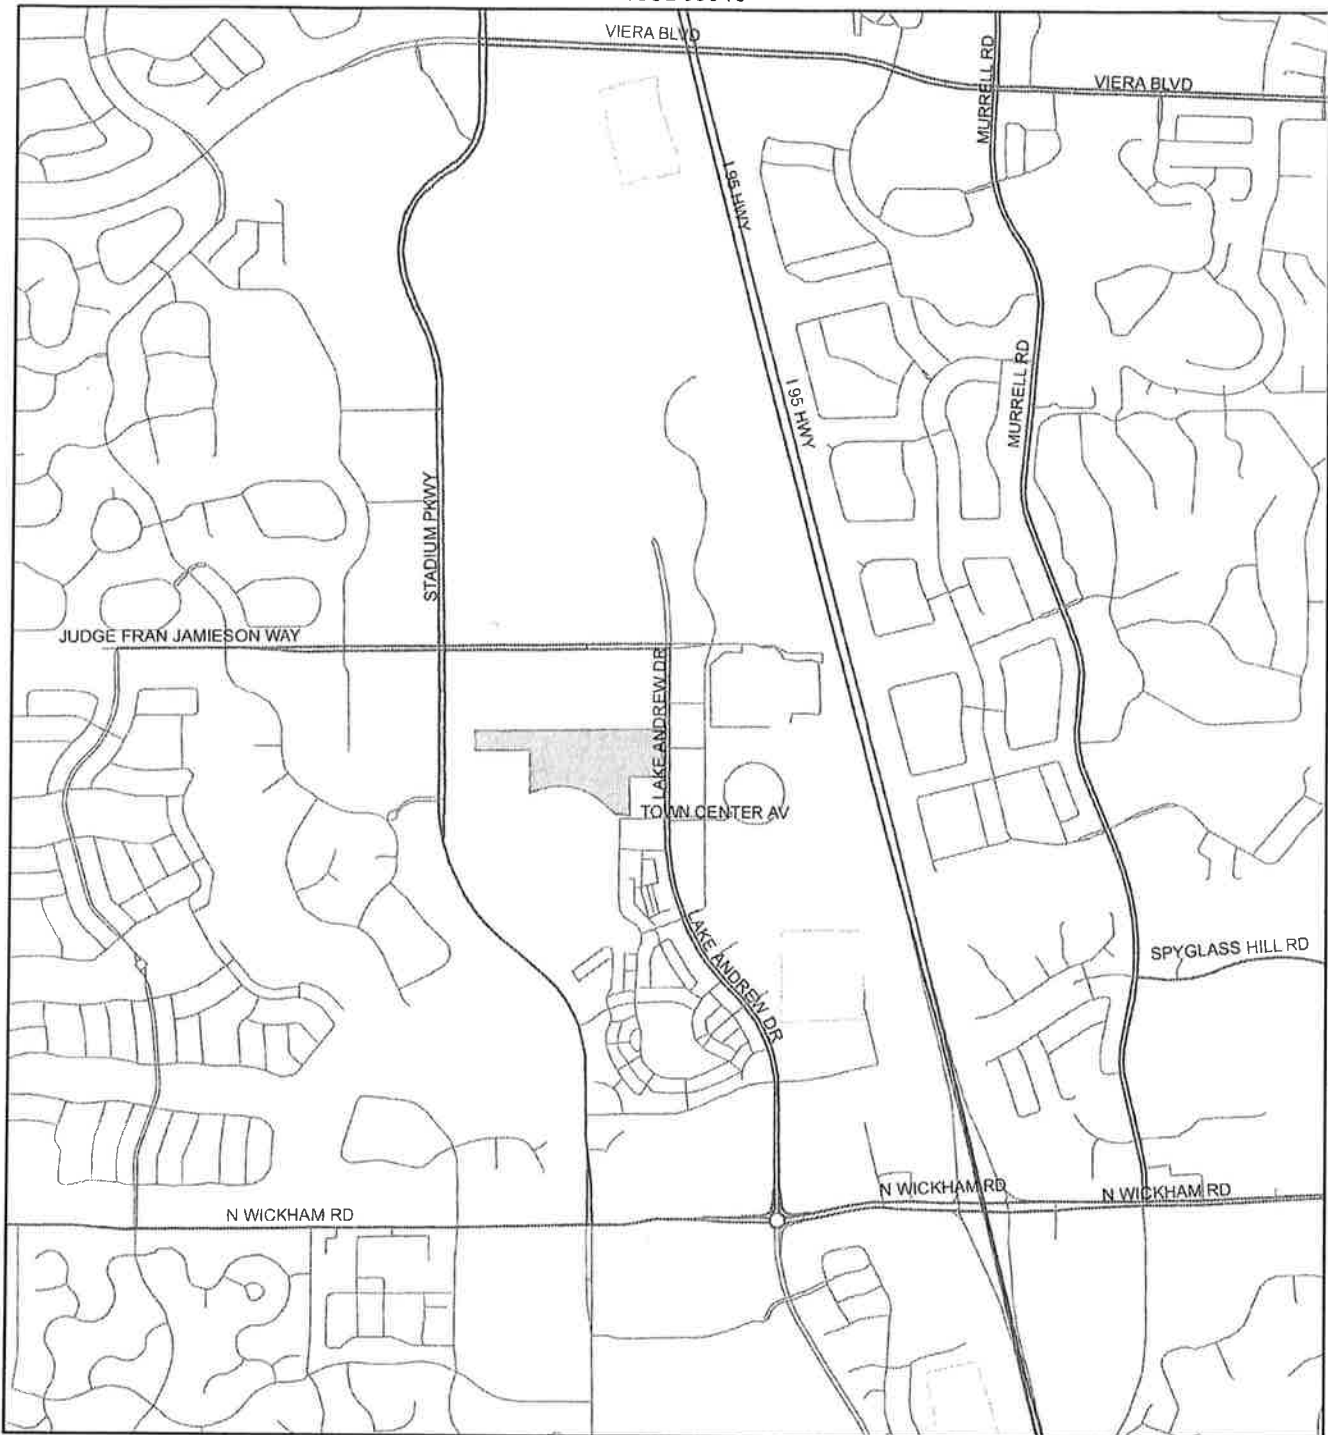 VIERA BLVD
MURRELL RD
VIERA BLVD
I 95 HWY
MURRELL RD
I 95 HWY
STADIUM PKWY
JUDGE FRAN JAMIESON WAY
LAKE ANDREW DR
TOWN CENTER AV
LAKE ANDREW DR
SPYGLASS HILL RD
N WICKHAM RD
N WICKHAM RD
N WICKHAM RD